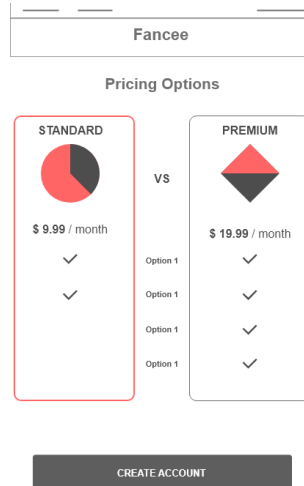 Fancee
Pricing Options
STANDARD
PREMIUM
VS
$ 9.99 / month
$ 19.99 / month
Option 1
Option 1
Option 1
Option 1
CREATE ACCOUNT